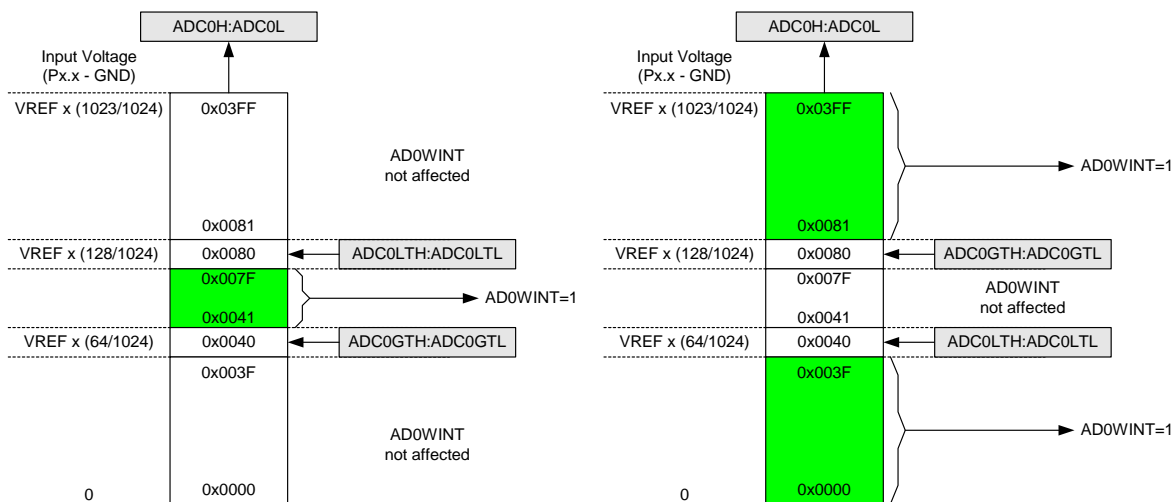 ADC0H:ADC0L
Input Voltage
(Px.x - GND)
VREF x (1023/1024)
0x03FF
AD0WINT
not affected
0x0081
VREF x (128/1024)
0x0080
ADC0LTH:ADC0LTL
0x007F
AD0WINT=1
0x0041
VREF x (64/1024)
0x0040
ADC0GTH:ADC0GTL
0x003F
AD0WINT
not affected
0
0x0000
ADC0H:ADC0L
Input Voltage
(Px.x - GND)
VREF x (1023/1024)
0x03FF
AD0WINT=1
0x0081
VREF x (128/1024)
0x0080
ADC0GTH:ADC0GTL
0x007F
AD0WINT
not affected
0x0041
VREF x (64/1024)
0x0040
ADC0LTH:ADC0LTL
0x003F
AD0WINT=1
0
0x0000